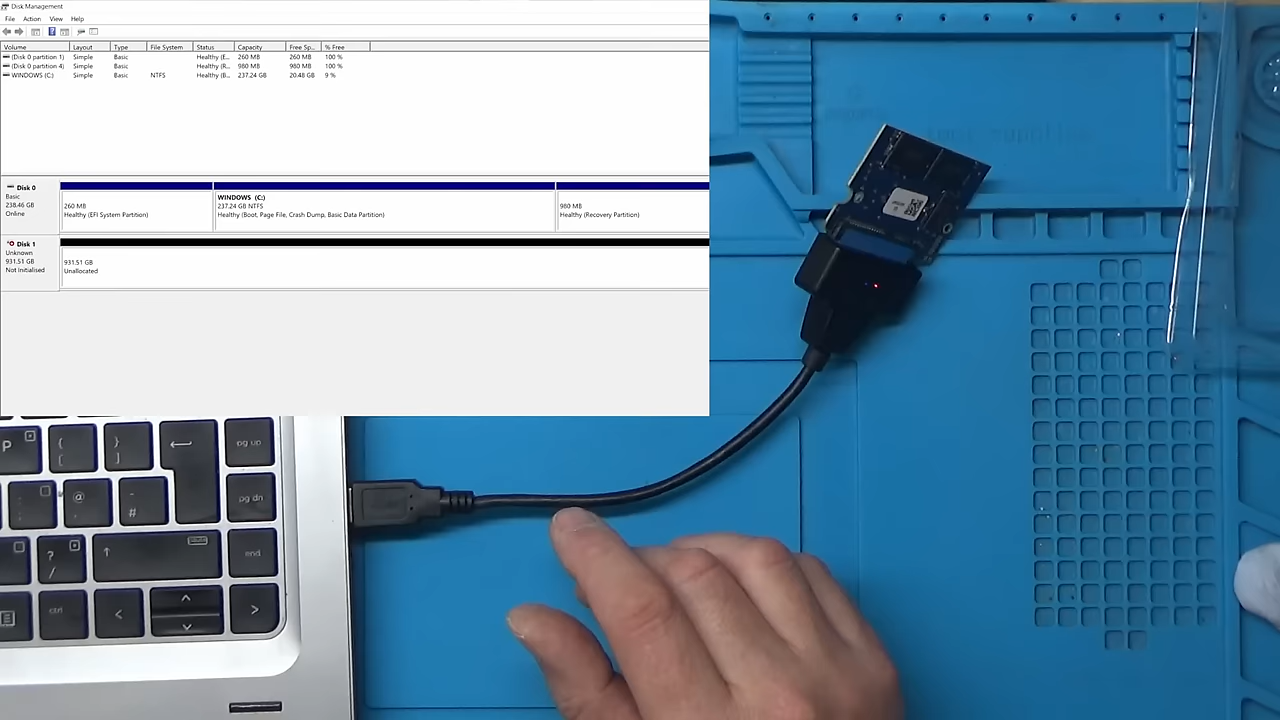 Disk Management
File Action View Help
Volume Layout Type File System Status Capacity Free Sp... % Free
(Disk 0 partition 1) Simple Basic Healthy (E... 260 MB 260 MB 100 %
(Disk 0 partition 4) Simple Basic Healthy (R... 980 MB 980 MB 100 %
WINDOWS (C:) Simple Basic NTFS Healthy (B... 237.24 GB 20.48 GB 9 %
Disk 0
Basic
238.46 GB
Online
260 MB
Healthy (EFI System Partition)
WINDOWS (C:)
237.24 GB NTFS
Healthy (Boot, Page File, Crash Dump, Basic Data Partition)
980 MB
Healthy (Recovery Partition)
Disk 1
Unknown
931.51 GB
Not Initialised
931.51 GB
Unallocated
P { [ } ] pg up
: ; @ - # pg dn
? / end
ctrl < >